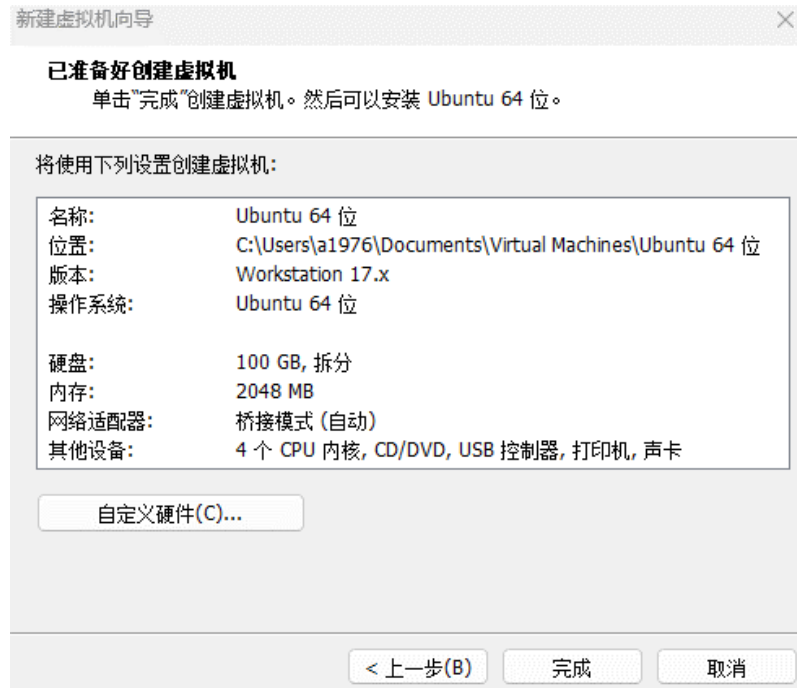 新建虚拟机向导
已准备好创建虚拟机
单击"完成"创建虚拟机。然后可以安装 Ubuntu 64 位。
将使用下列设置创建虚拟机:
名称: Ubuntu 64 位
位置: C:\Users\a1976\Documents\Virtual Machines\Ubuntu 64 位
版本: Workstation 17.x
操作系统: Ubuntu 64 位
硬盘: 100 GB, 拆分
内存: 2048 MB
网络适配器: 桥接模式 (自动)
其他设备: 4 个 CPU 内核, CD/DVD, USB 控制器, 打印机, 声卡
自定义硬件(C)...
< 上一步(B) 完成 取消